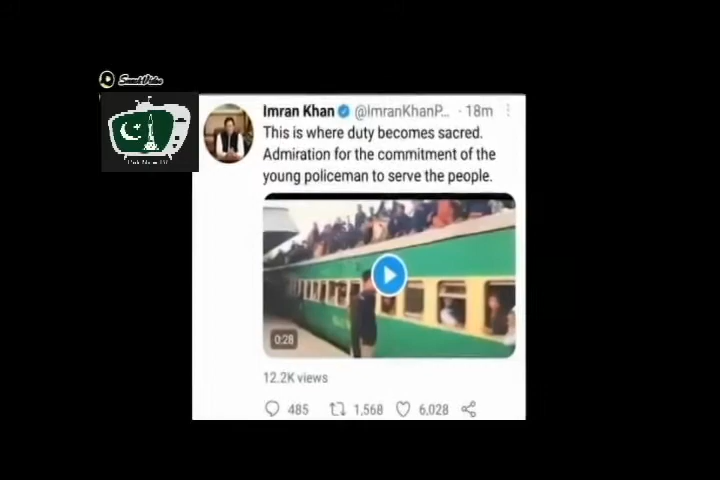 SnackVideo
Imran Khan @ImranKhanP... · 18m
This is where duty becomes sacred.
Admiration for the commitment of the
young policeman to serve the people.
0:28
12.2K views
485 1,568 6,028